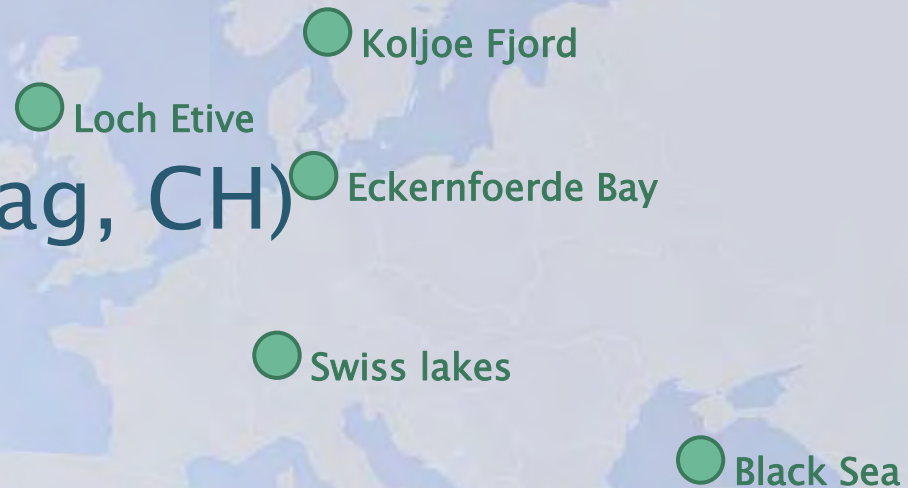 Koljoe Fjord
Loch Etive
ag, CH)
Eckernfoerde Bay
Swiss lakes
Black Sea